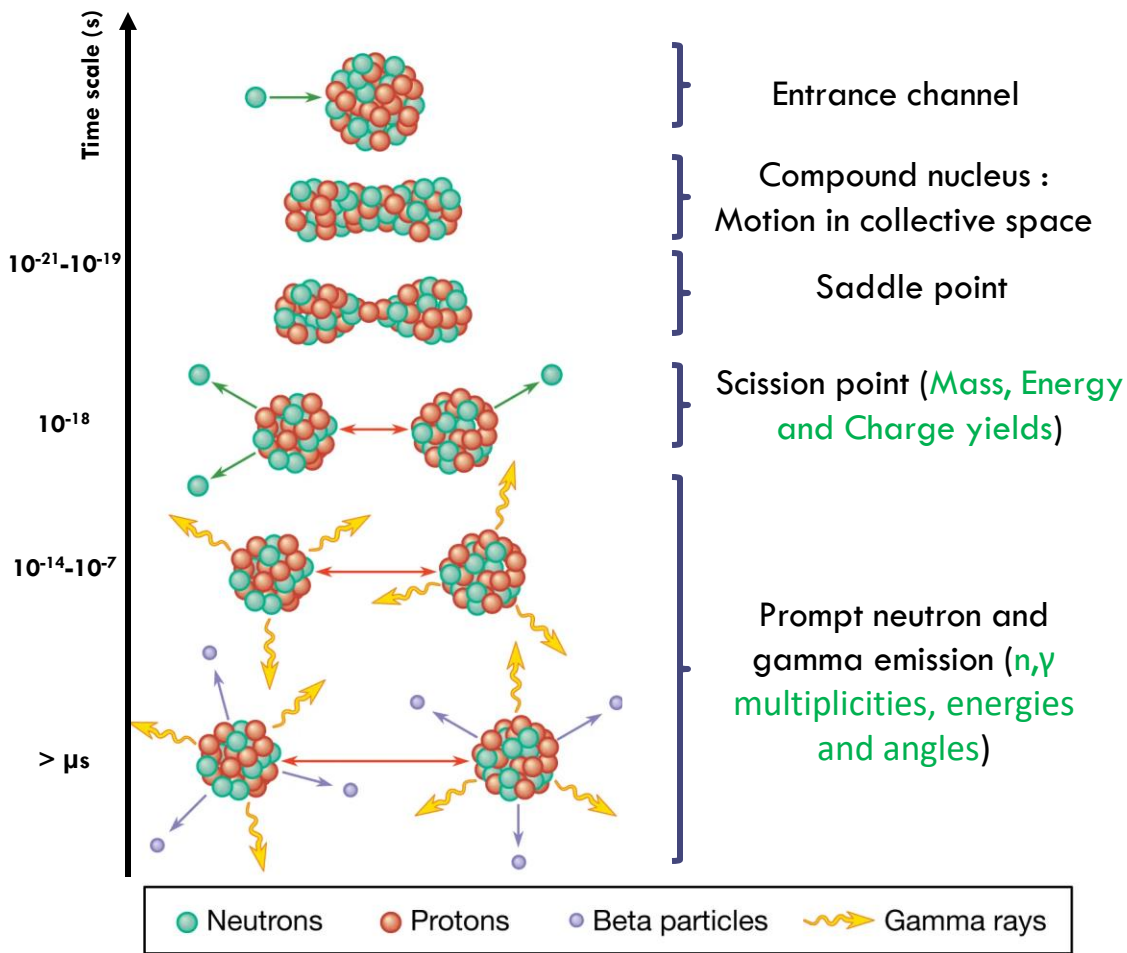 Time scale (s)
Entrance channel
Compound nucleus :
Motion in collective space
10⁻²¹-10⁻¹⁹
Saddle point
Scission point (Mass, Energy
and Charge yields)
10⁻¹⁸
10⁻¹⁴-10⁻⁷
Prompt neutron and
gamma emission (n,γ
multiplicities, energies
and angles)
> μs
Neutrons Protons Beta particles Gamma rays